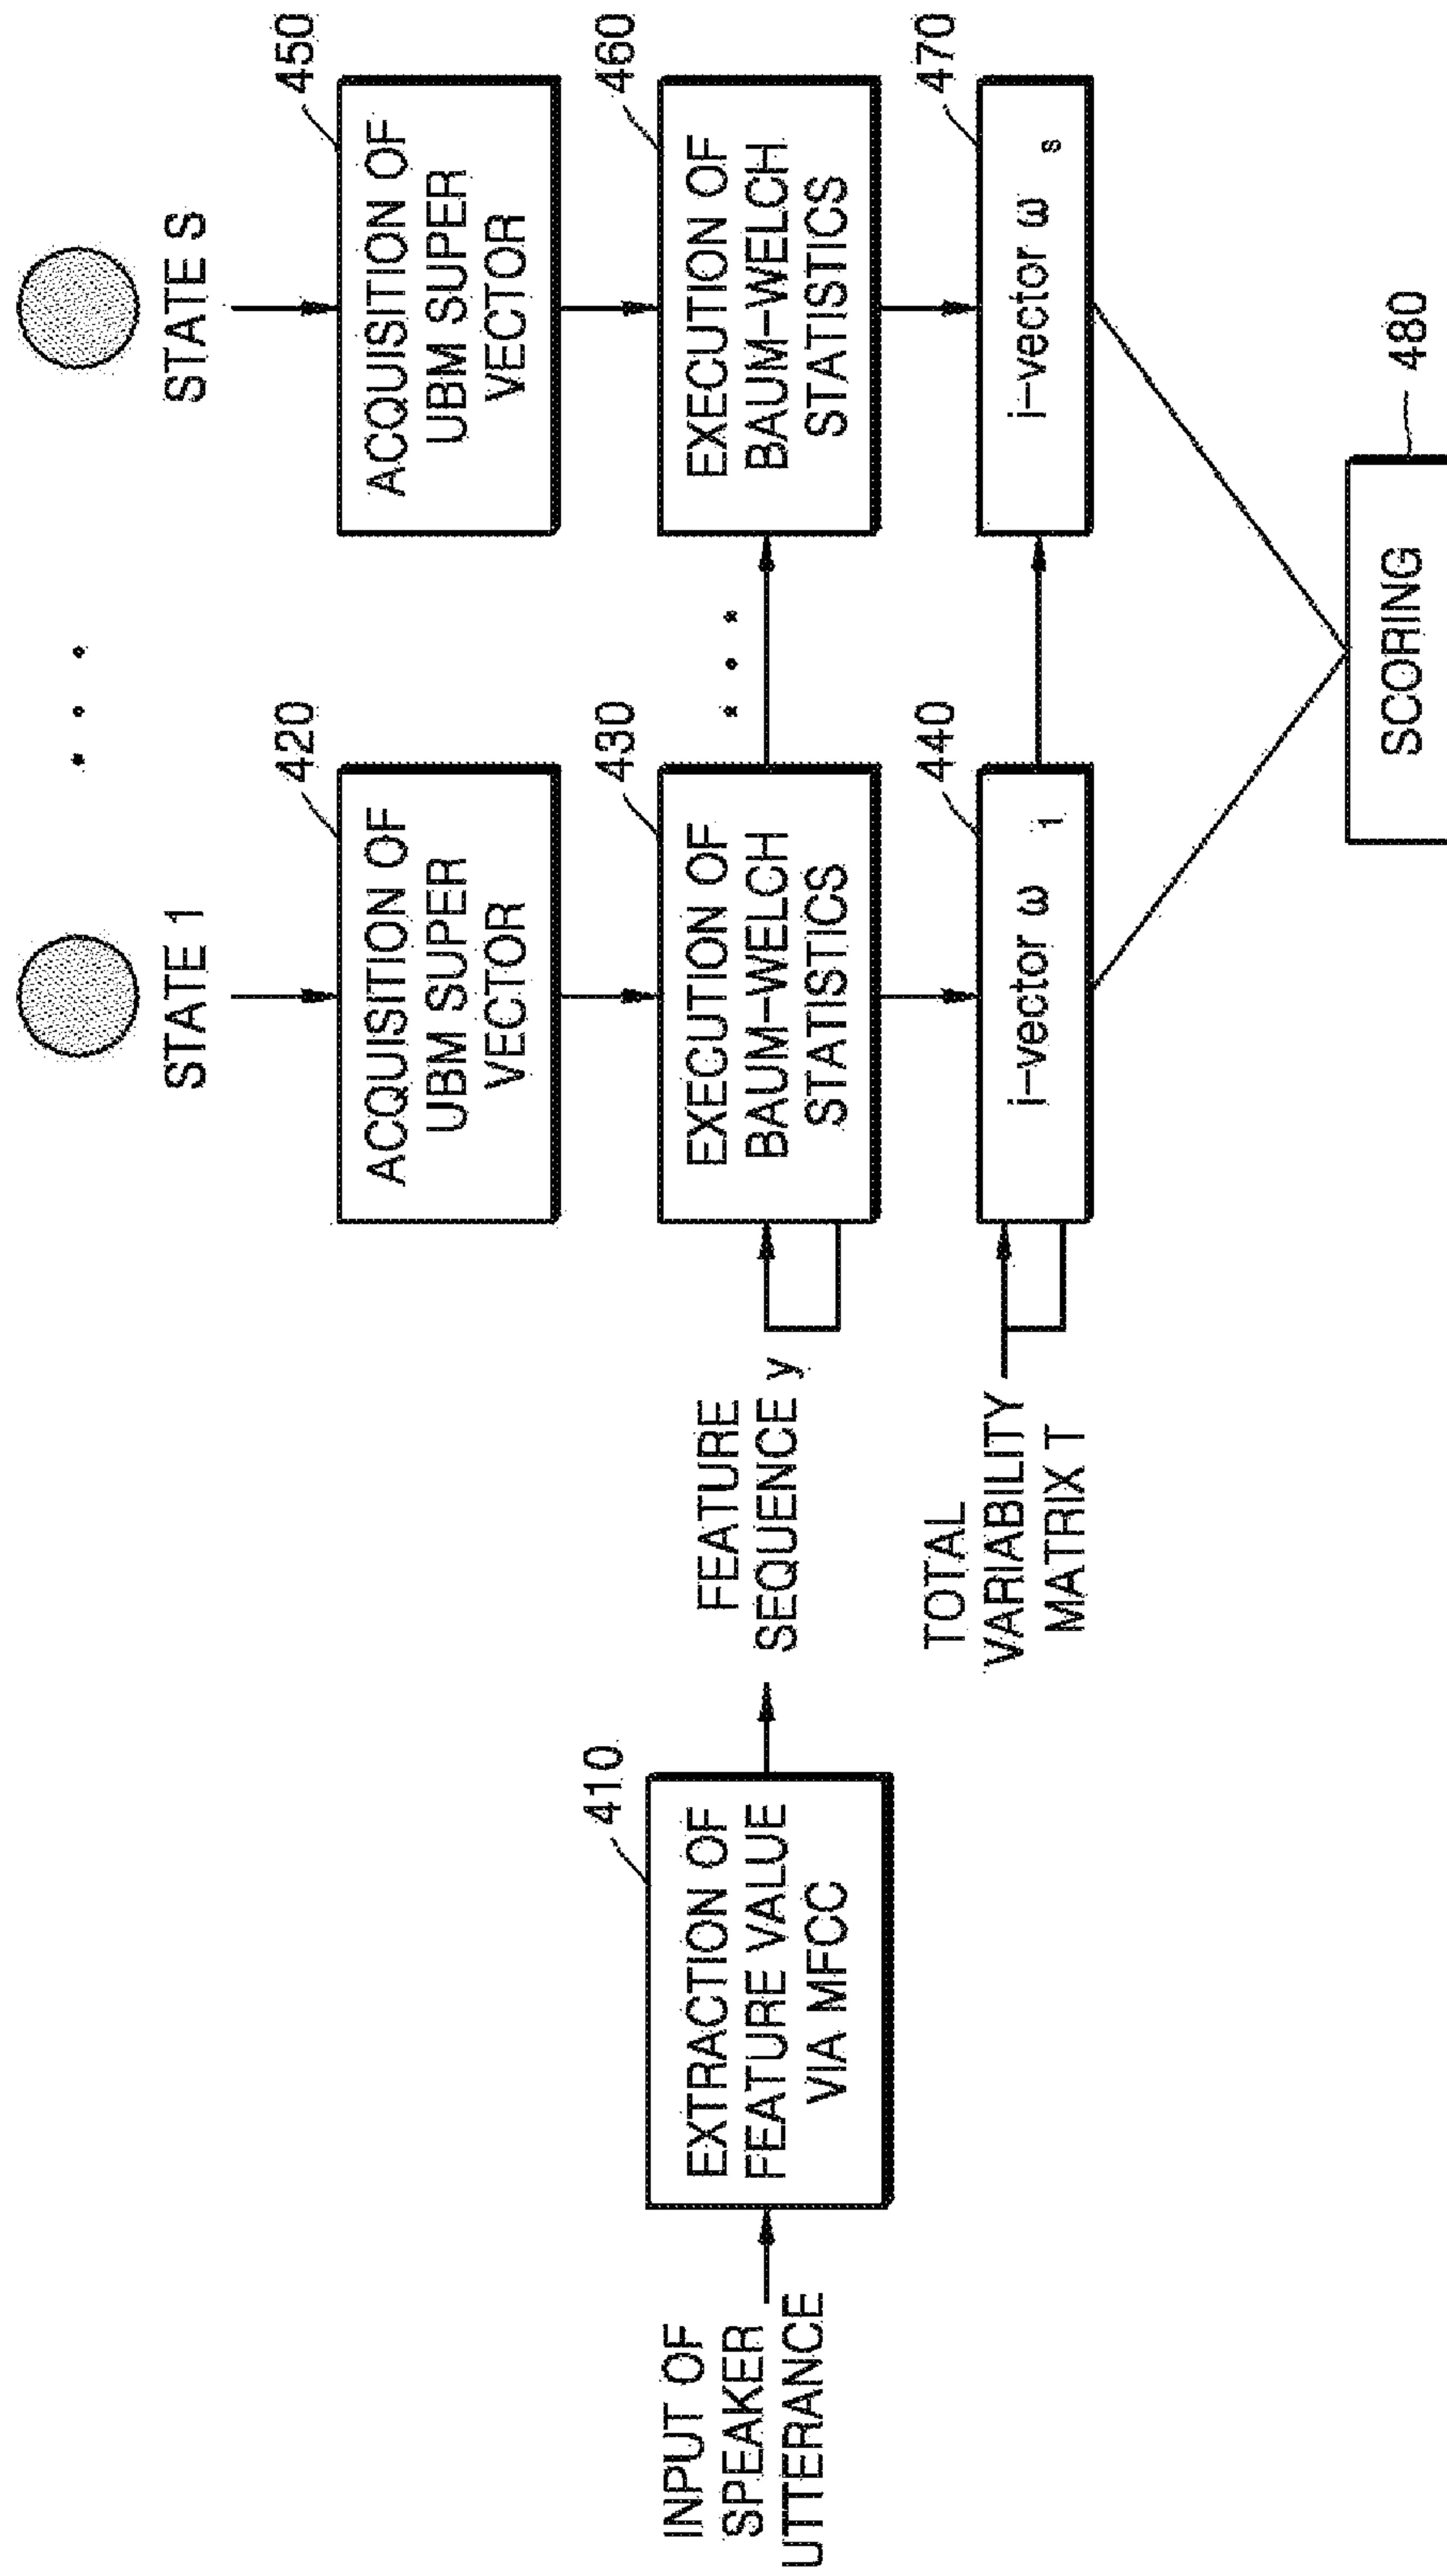 STATE 1
STATE S
420
ACQUISITION OF
UBM SUPER
VECTOR
450
ACQUISITION OF
UBM SUPER
VECTOR
410
INPUT OF
SPEAKER
UTTERANCE
EXTRACTION OF
FEATURE VALUE
VIA MFCC
FEATURE
SEQUENCE y
430
EXECUTION OF
BAUM-WELCH
STATISTICS
460
EXECUTION OF
BAUM-WELCH
STATISTICS
TOTAL
VARIABILITY
MATRIX T
440
i-vector ω 1
470
i-vector ω s
SCORING
480